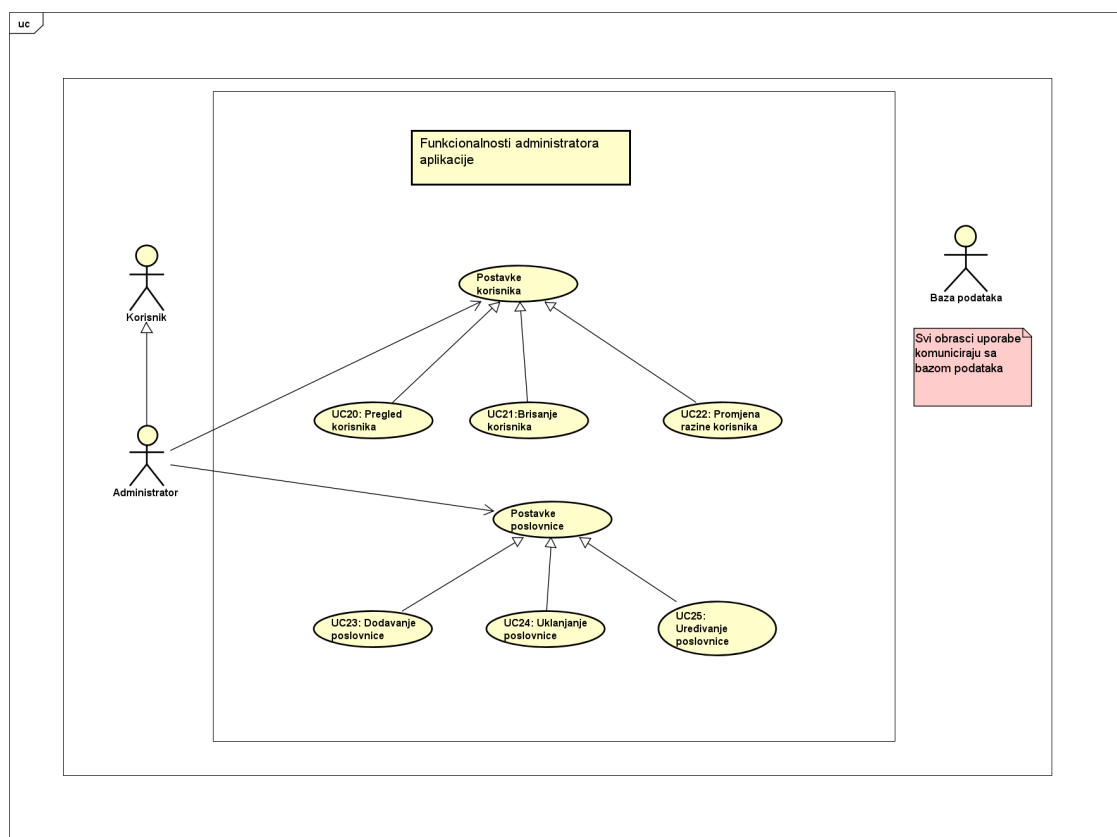 uc
Funkcionalnosti administratora
aplikacije
Korisnik
Postavke
korisnika
Baza podataka
Svi obrasci uporabe
komuniciraju sa
bazom podataka
UC20: Pregled
korisnika
UC21:Brisanje
korisnika
UC22: Promjena
razine korisnika
Administrator
Postavke
poslovnice
UC23: Dodavanje
poslovnice
UC24: Uklanjanje
poslovnice
UC25:
Uređivanje
poslovnice